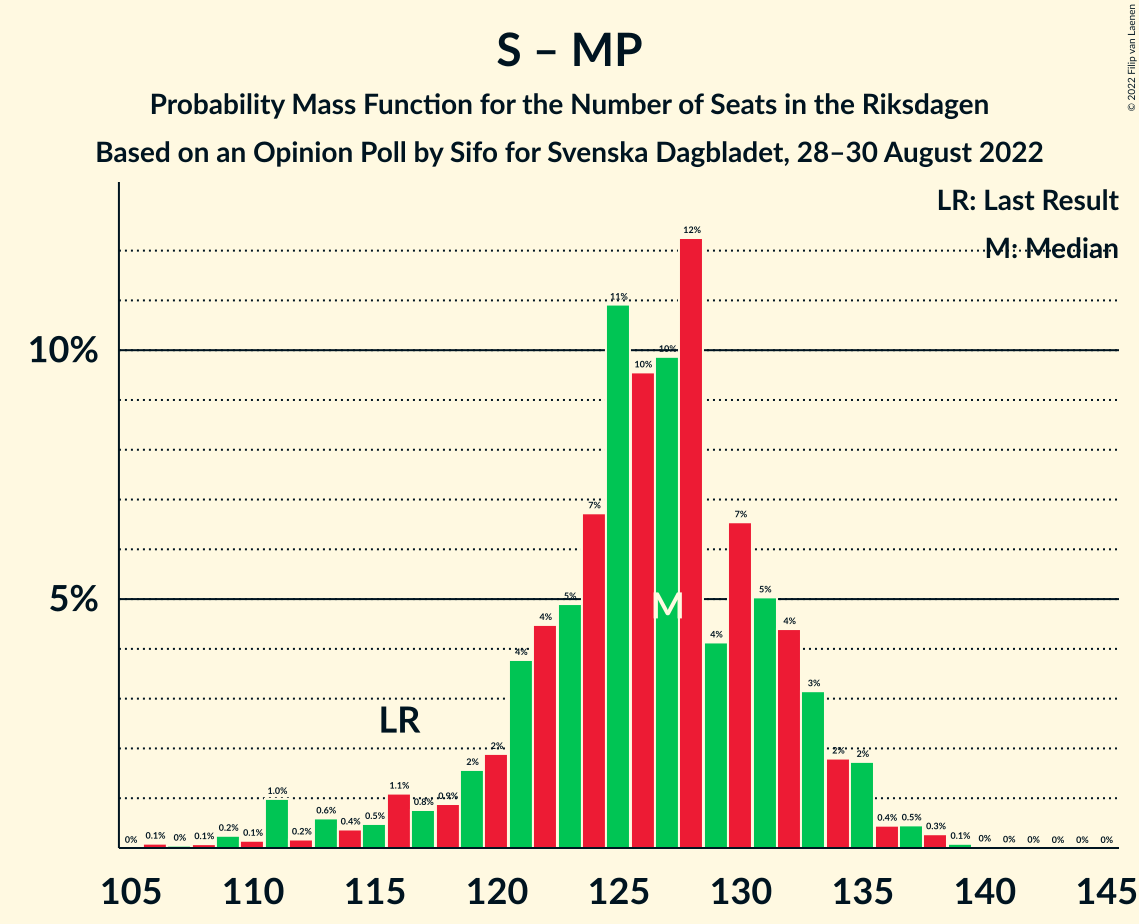 S – MP
Probability Mass Function for the Number of Seats in the Riksdagen
Based on an Opinion Poll by Sifo for Svenska Dagbladet, 28–30 August 2022
© 2022 Filip van Laenen
LR: Last Result
M: Median
10%
5%
LR
M
0% 0.1% 0% 0.1% 0.2% 0.1% 1.0% 0.2% 0.6% 0.4% 0.5% 1.1% 0.8% 0.9% 2% 2% 4% 4% 5% 7% 11% 10% 10% 12% 4% 7% 5% 4% 3% 2% 2% 0.4% 0.5% 0.3% 0.1% 0% 0% 0% 0% 0% 0%
105 110 115 120 125 130 135 140 145